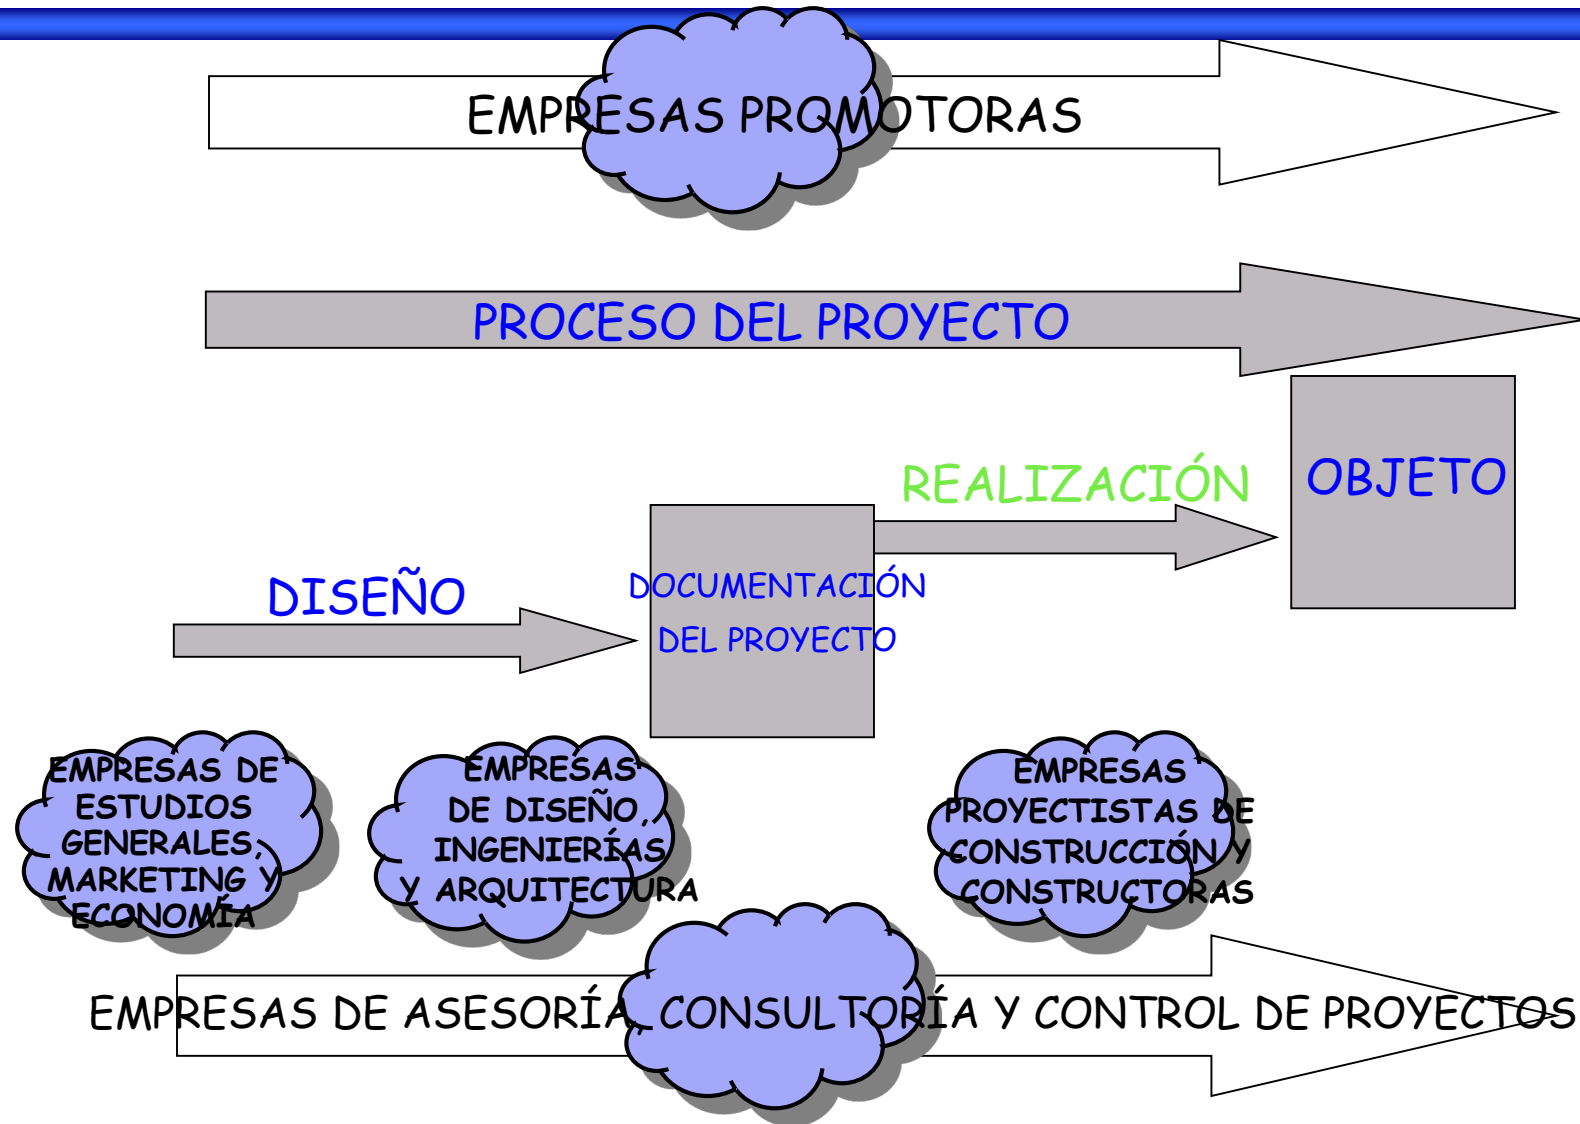 EMPRESAS PROMOTORAS
PROCESO DEL PROYECTO
OBJETO
REALIZACIÓN
DISEÑO
DOCUMENTACIÓN
DEL PROYECTO
EMPRESAS DE
ESTUDIOS
GENERALES,
MARKETING Y
ECONOMÍA
EMPRESAS
DE DISEÑO,
INGENIERÍAS
Y ARQUITECTURA
EMPRESAS
PROYECTISTAS DE
CONSTRUCCIÓN Y
CONSTRUCTORAS
EMPRESAS DE ASESORÍA, CONSULTORÍA Y CONTROL DE PROYECTOS